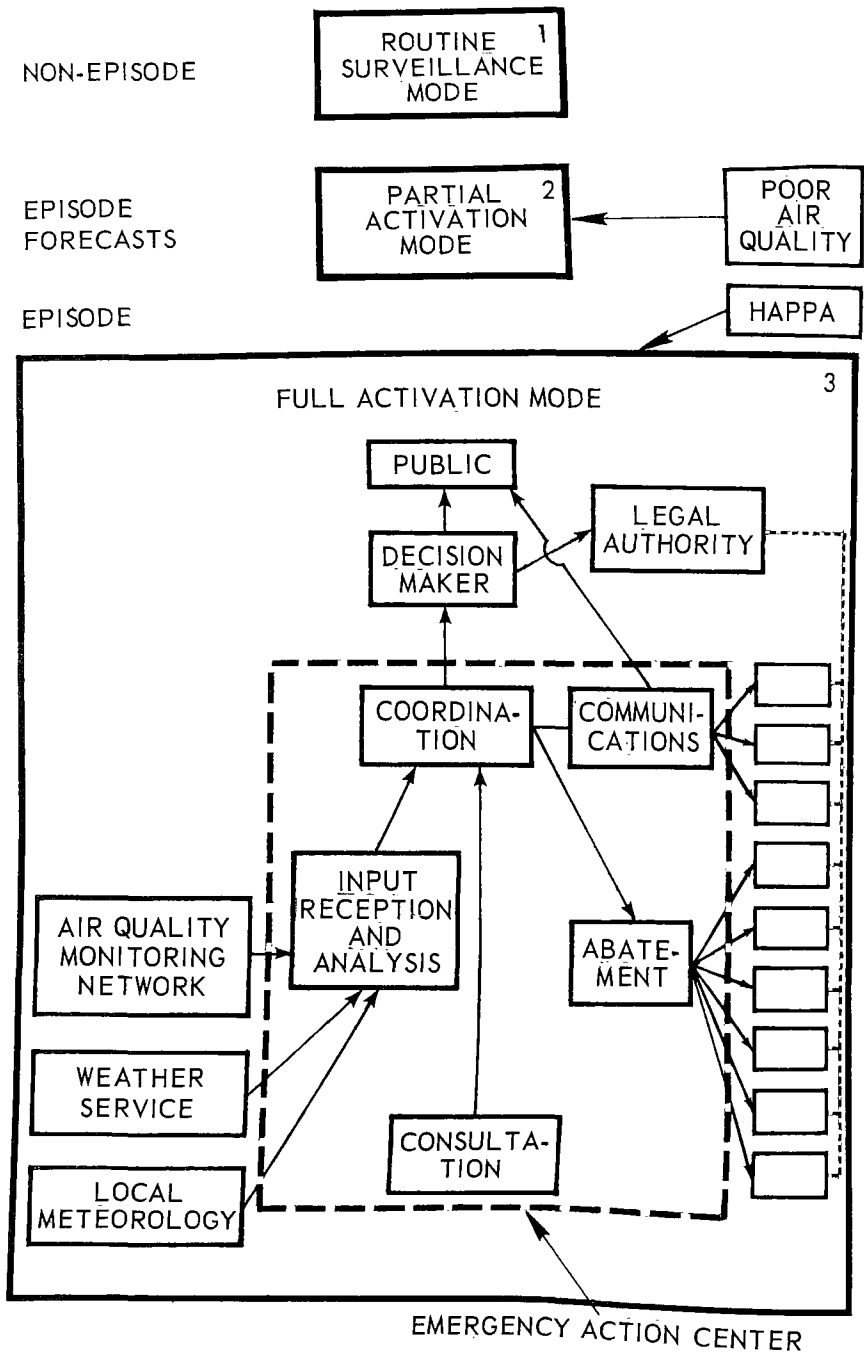 NON-EPISODE
1
ROUTINE
SURVEILLANCE
MODE
EPISODE
FORECASTS
2
PARTIAL
ACTIVATION
MODE
POOR
AIR
QUALITY
EPISODE
HAPPA
3
FULL ACTIVATION MODE
PUBLIC
DECISION
MAKER
LEGAL
AUTHORITY
COORDINA-
TION
COMMUNI-
CATIONS
INPUT
RECEPTION
AND
ANALYSIS
AIR QUALITY
MONITORING
NETWORK
ABATE-
MENT
WEATHER
SERVICE
CONSULTA-
TION
LOCAL
METEOROLOGY
EMERGENCY ACTION CENTER